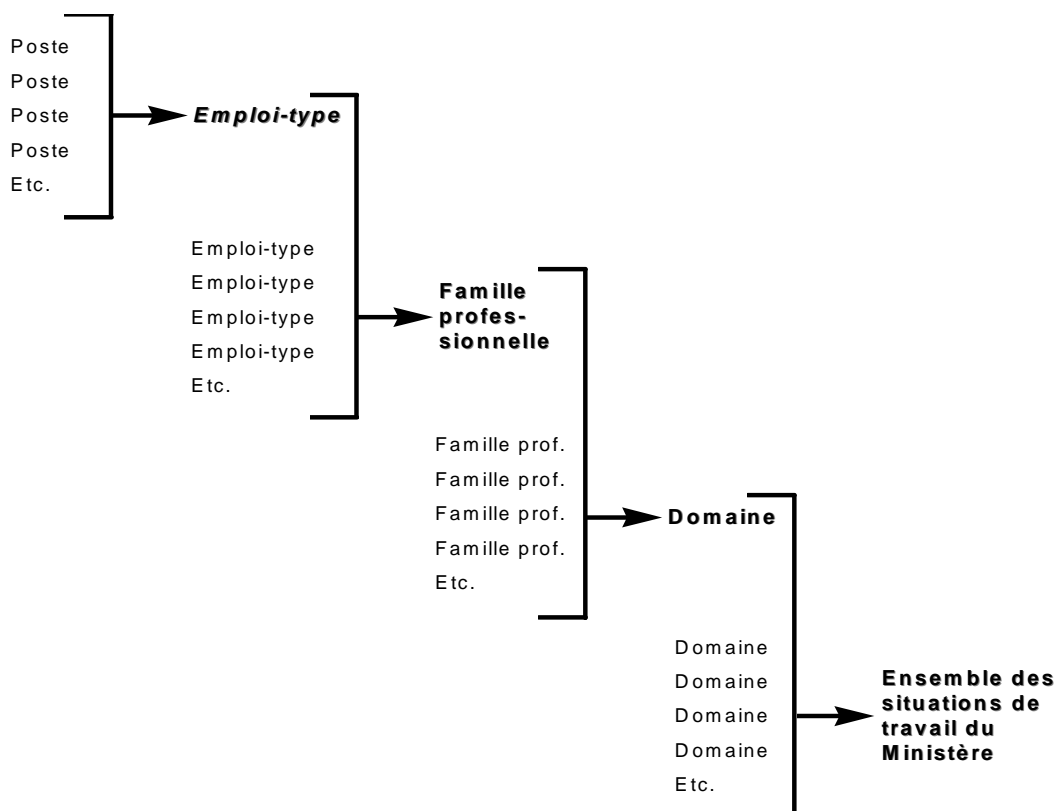 Poste
Poste
Poste
Poste
Etc.
Emploi-type
Emploi-type
Emploi-type
Emploi-type
Emploi-type
Etc.
Famille
profes-
sionnelle
Famille prof.
Famille prof.
Famille prof.
Famille prof.
Etc.
Domaine
Domaine
Domaine
Domaine
Domaine
Etc.
Ensemble des
situations de
travail du
Ministère